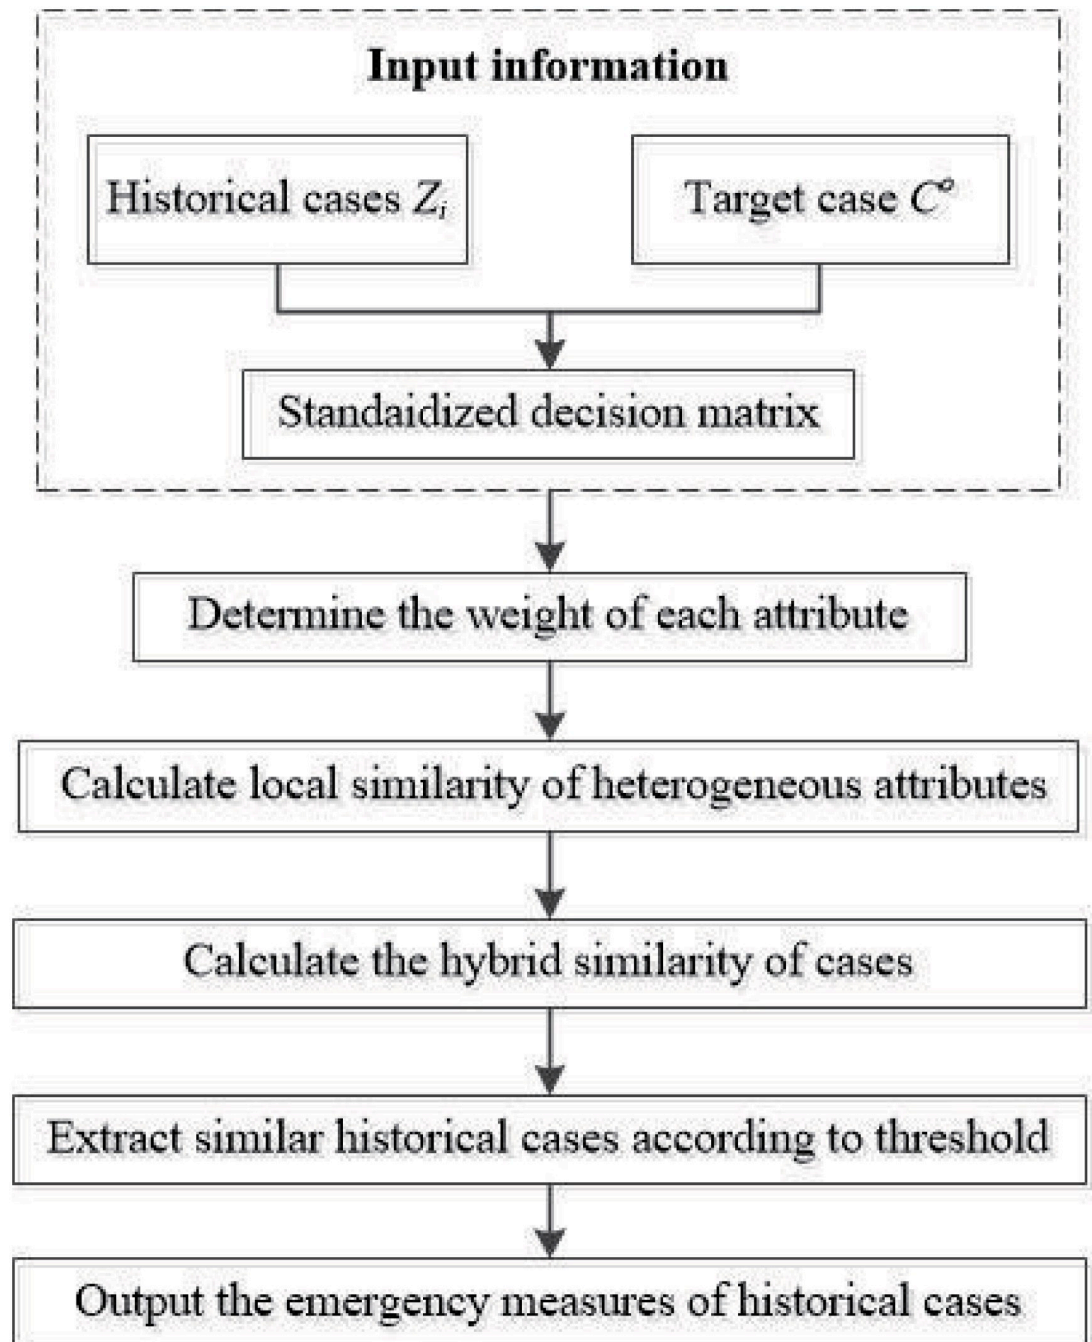 Input information
Historical cases Zᵢ
Target case C°
Standaidized decision matrix
Determine the weight of each attribute
Calculate local similarity of heterogeneous attributes
Calculate the hybrid similarity of cases
Extract similar historical cases according to threshold
Output the emergency measures of historical cases